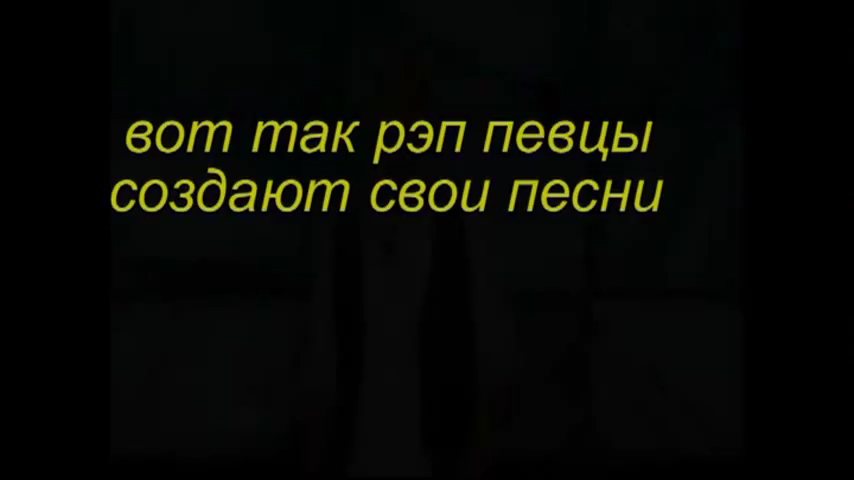 вот так рэп певцы
создают свои песни